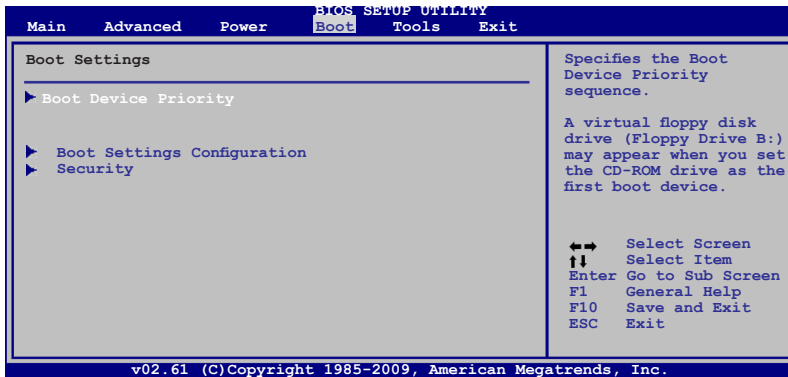 BIOS SETUP UTILITY
Main Advanced Power Boot Tools Exit
Boot Settings
Boot Device Priority
Boot Settings Configuration
Security
Specifies the Boot
Device Priority
sequence.
A virtual floppy disk
drive (Floppy Drive B:)
may appear when you set
the CD-ROM drive as the
first boot device.
←→ Select Screen
↑↓ Select Item
Enter Go to Sub Screen
F1 General Help
F10 Save and Exit
ESC Exit
v02.61 (C)Copyright 1985-2009, American Megatrends, Inc.